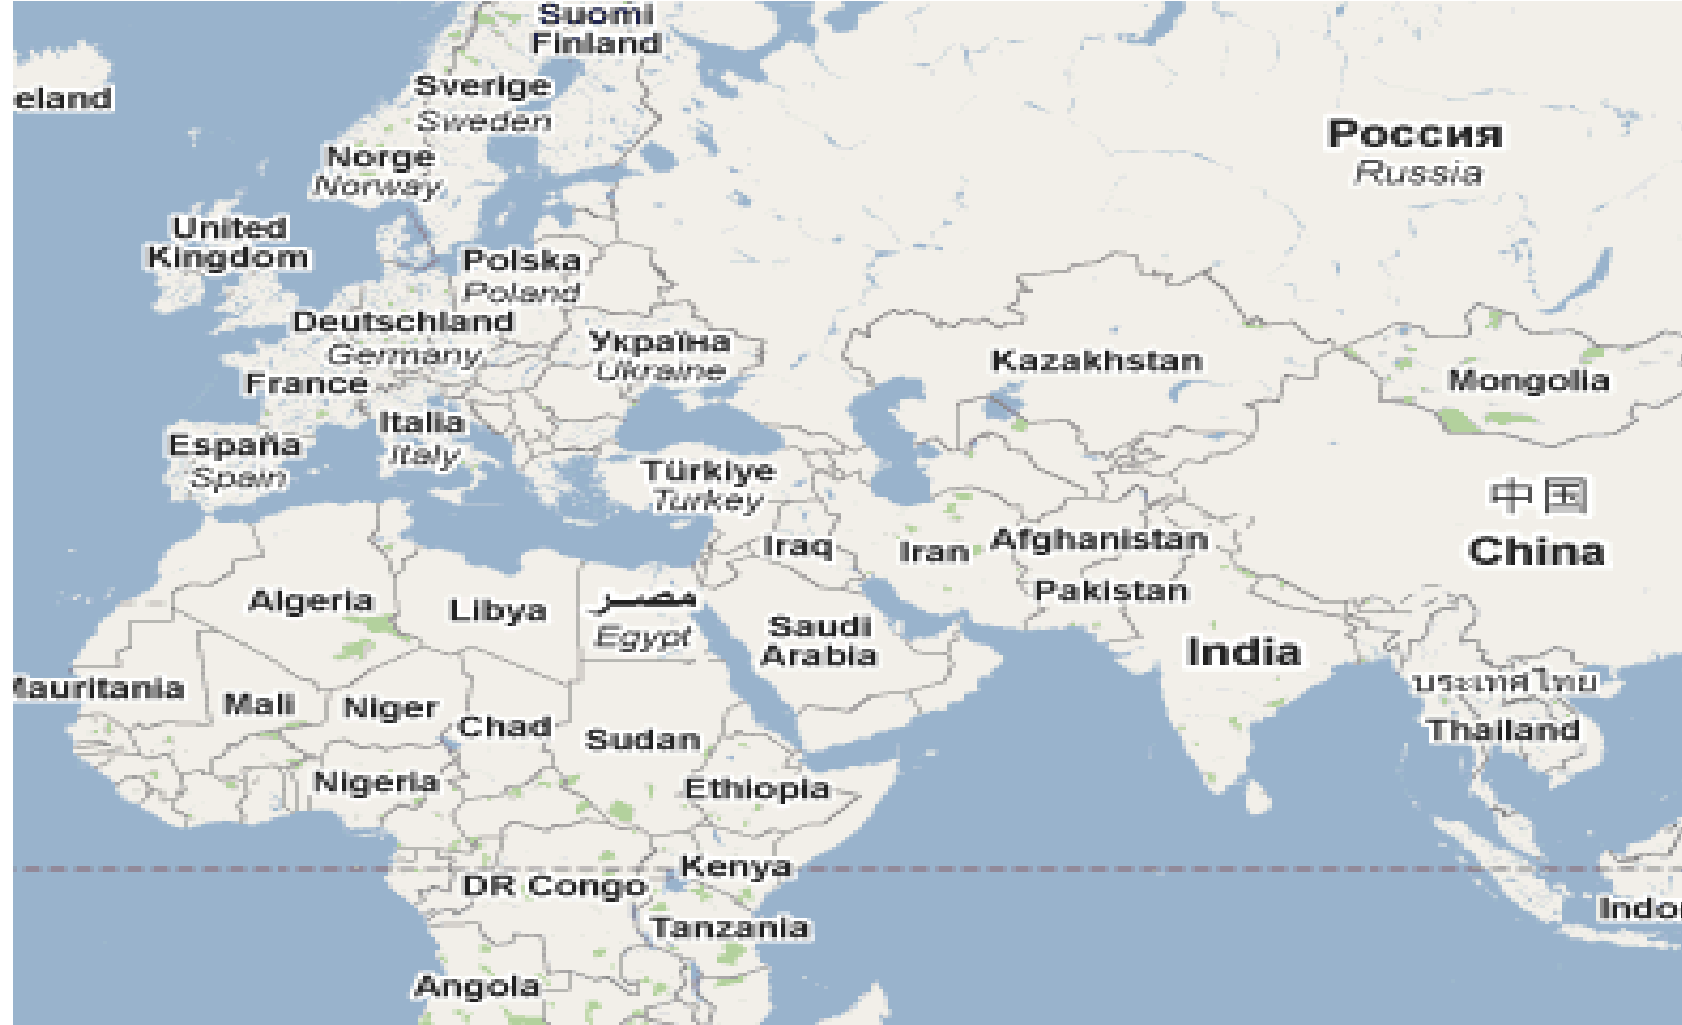 Suomi
Finland
eland
Sverige
Sweden
Россия
Russia
Norge
Norway
United
Kingdom
Polska
Poland
Deutschland
Germany
Україна
Ukraine
France
Kazakhstan
Mongolia
Italia
Italy
España
Spain
Türkiye
Turkey
中国
China
Iraq
Iran
Afghanistan
Pakistan
Algeria
Libya
مصر
Egypt
Saudi
Arabia
India
Mauritania
Mali
Niger
Chad
Sudan
ประเทศไทย
Thailand
Nigeria
Ethiopia
Kenya
DR Congo
Tanzania
Indo
Angola